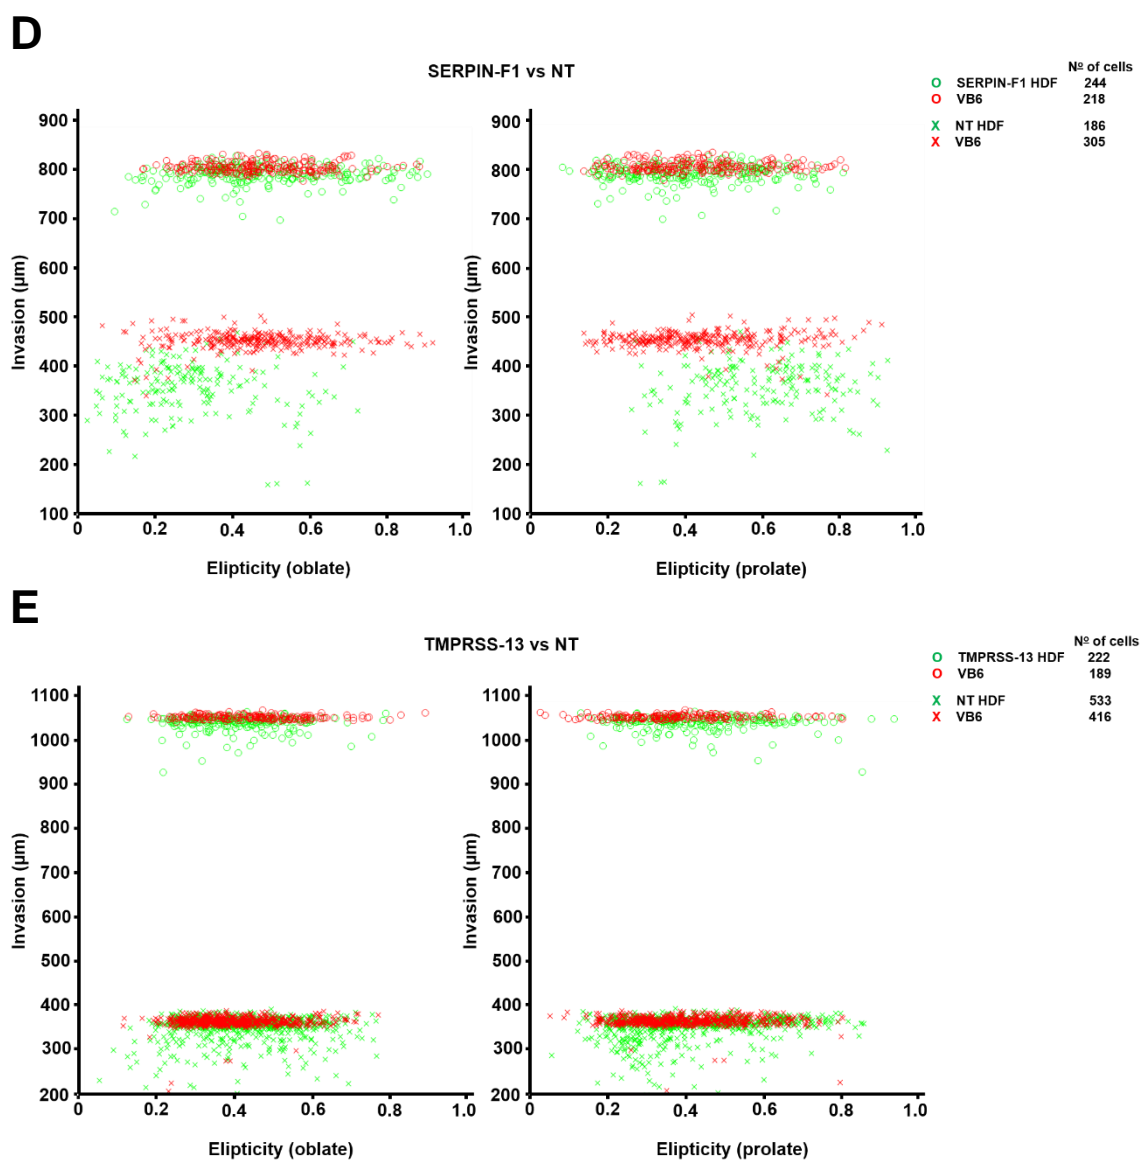 D
SERPIN-F1 vs NT
Nº of cells
O SERPIN-F1 HDF 244
O VB6 218
X NT HDF 186
X VB6 305
900
800
700
600
500
400
300
200
100
Invasion (µm)
0 0.2 0.4 0.6 0.8 1.0
Elipticity (oblate)
900
800
700
600
500
400
300
200
100
Invasion (µm)
0 0.2 0.4 0.6 0.8 1.0
Elipticity (prolate)
E
TMPRSS-13 vs NT
Nº of cells
O TMPRSS-13 HDF 222
O VB6 189
X NT HDF 533
X VB6 416
1100
1000
900
800
700
600
500
400
300
200
Invasion (µm)
0 0.2 0.4 0.6 0.8 1.0
Elipticity (oblate)
1100
1000
900
800
700
600
500
400
300
200
Invasion (µm)
0 0.2 0.4 0.6 0.8 1.0
Elipticity (prolate)